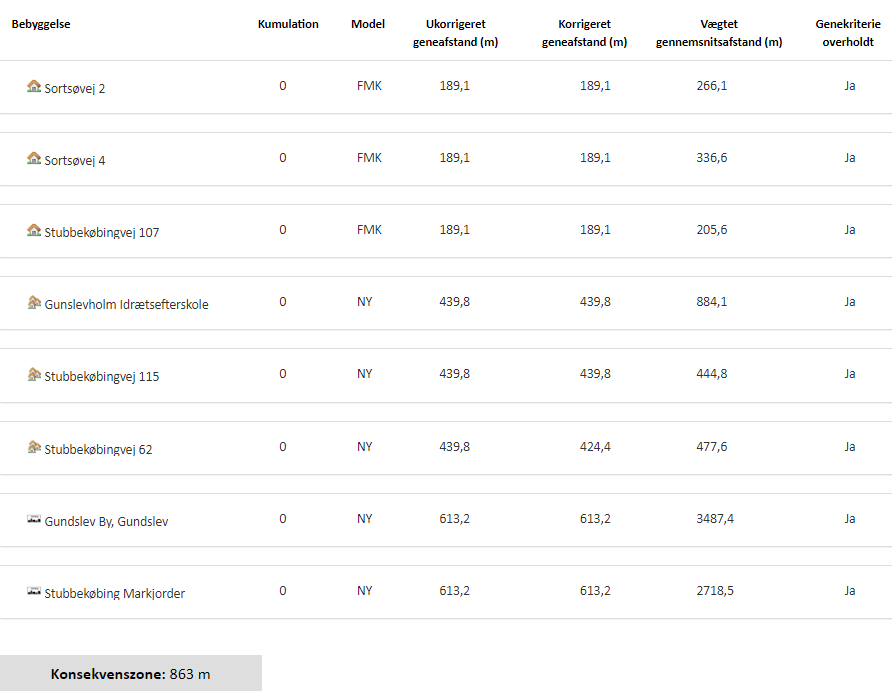 Bebyggelse Kumulation Model Ukorrigeret geneafstand (m) Korrigeret geneafstand (m) Vægtet gennemsnitsafstand (m) Genekriterie overholdt
Sortsøvej 2 0 FMK 189,1 189,1 266,1 Ja
Sortsøvej 4 0 FMK 189,1 189,1 336,6 Ja
Stubbekøbingvej 107 0 FMK 189,1 189,1 205,6 Ja
Gunslevholm Idrætsefterskole 0 NY 439,8 439,8 884,1 Ja
Stubbekøbingvej 115 0 NY 439,8 439,8 444,8 Ja
Stubbekøbingvej 62 0 NY 439,8 424,4 477,6 Ja
Gundslev By, Gundslev 0 NY 613,2 613,2 3487,4 Ja
Stubbekøbing Markjorder 0 NY 613,2 613,2 2718,5 Ja
Konsekvenszone: 863 m